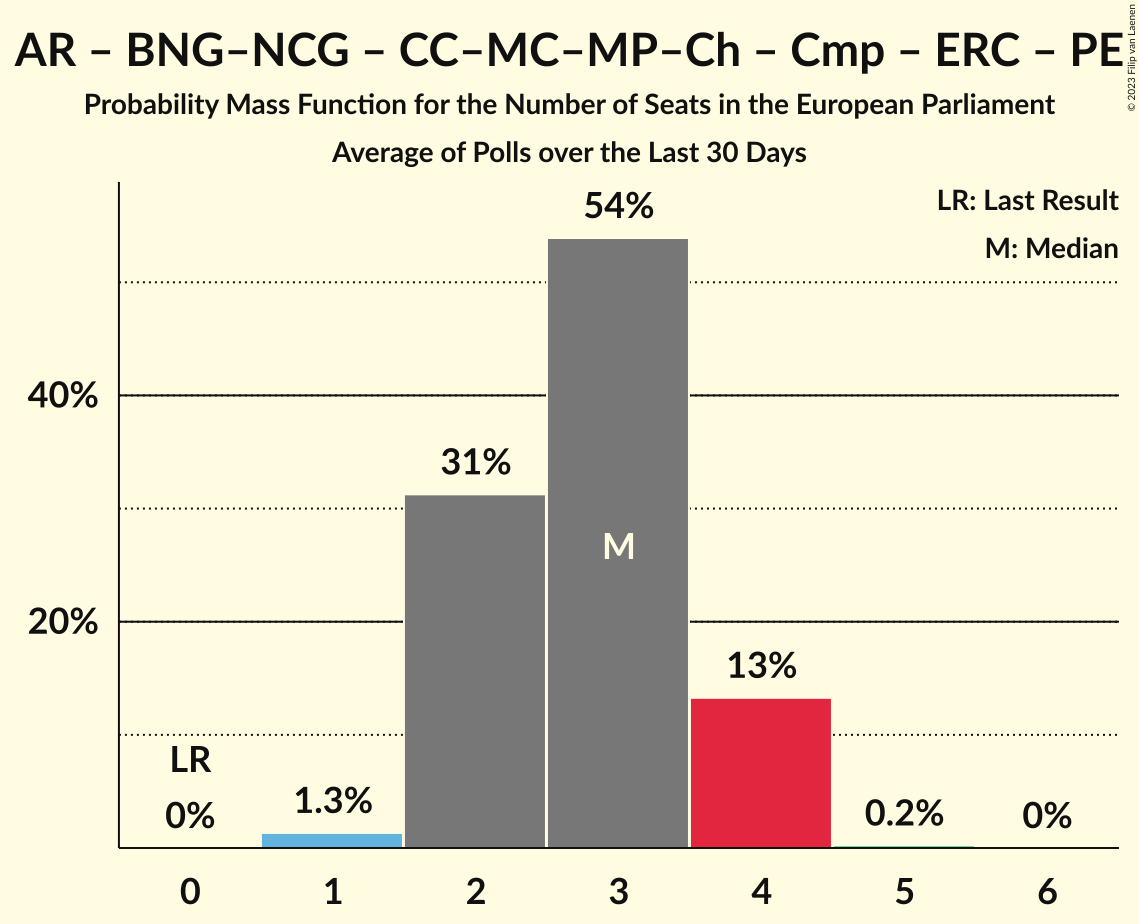 AR – BNG–NCG – CC–MC–MP–Ch – Cmp – ERC – PE
© 2023 Filip van Laenen
Probability Mass Function for the Number of Seats in the European Parliament
Average of Polls over the Last 30 Days
LR: Last Result
M: Median
54%
40%
31%
M
20%
13%
LR
0%
1.3%
0.2%
0%
0 1 2 3 4 5 6